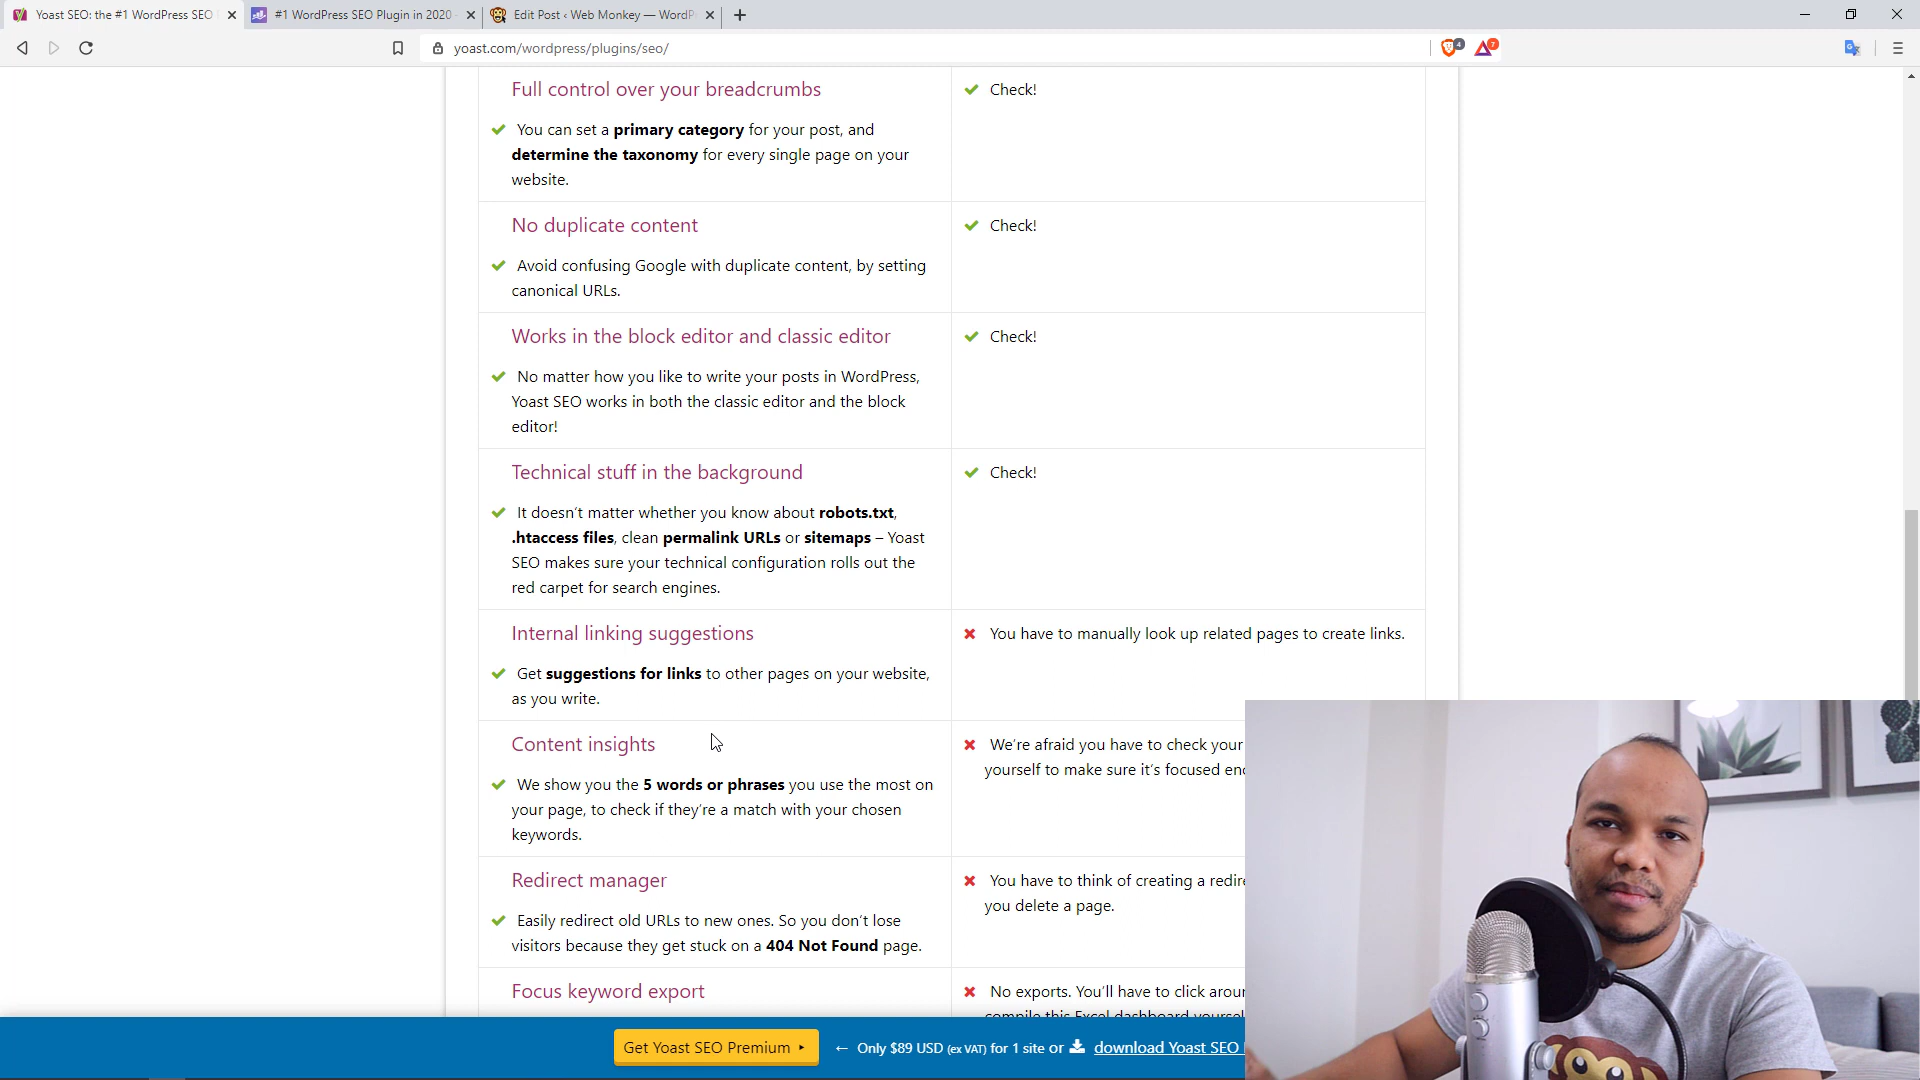 Yoast SEO: the #1 WordPress SEO
#1 WordPress SEO Plugin in 2020
Edit Post ‹ Web Monkey — WordP
yoast.com/wordpress/plugins/seo/
4
7
Full control over your breadcrumbs
Check!
You can set a primary category for your post, and
determine the taxonomy for every single page on your
website.
No duplicate content
Check!
Avoid confusing Google with duplicate content, by setting
canonical URLs.
Works in the block editor and classic editor
Check!
No matter how you like to write your posts in WordPress,
Yoast SEO works in both the classic editor and the block
editor!
Technical stuff in the background
Check!
It doesn't matter whether you know about robots.txt,
.htaccess files, clean permalink URLs or sitemaps – Yoast
SEO makes sure your technical configuration rolls out the
red carpet for search engines.
Internal linking suggestions
You have to manually look up related pages to create links.
Get suggestions for links to other pages on your website,
as you write.
Content insights
We're afraid you have to check your
yourself to make sure it's focused
We show you the 5 words or phrases you use the most on
your page, to check if they're a match with your chosen
keywords.
Redirect manager
You have to think of creating a
you delete a page.
Easily redirect old URLs to new ones. So you don't lose
visitors because they get stuck on a 404 Not Found page.
Focus keyword export
No exports. You'll have to click
compile this Excel dashboard
Get Yoast SEO Premium
← Only $89 USD (ex VAT) for 1 site or download Yoast SEO